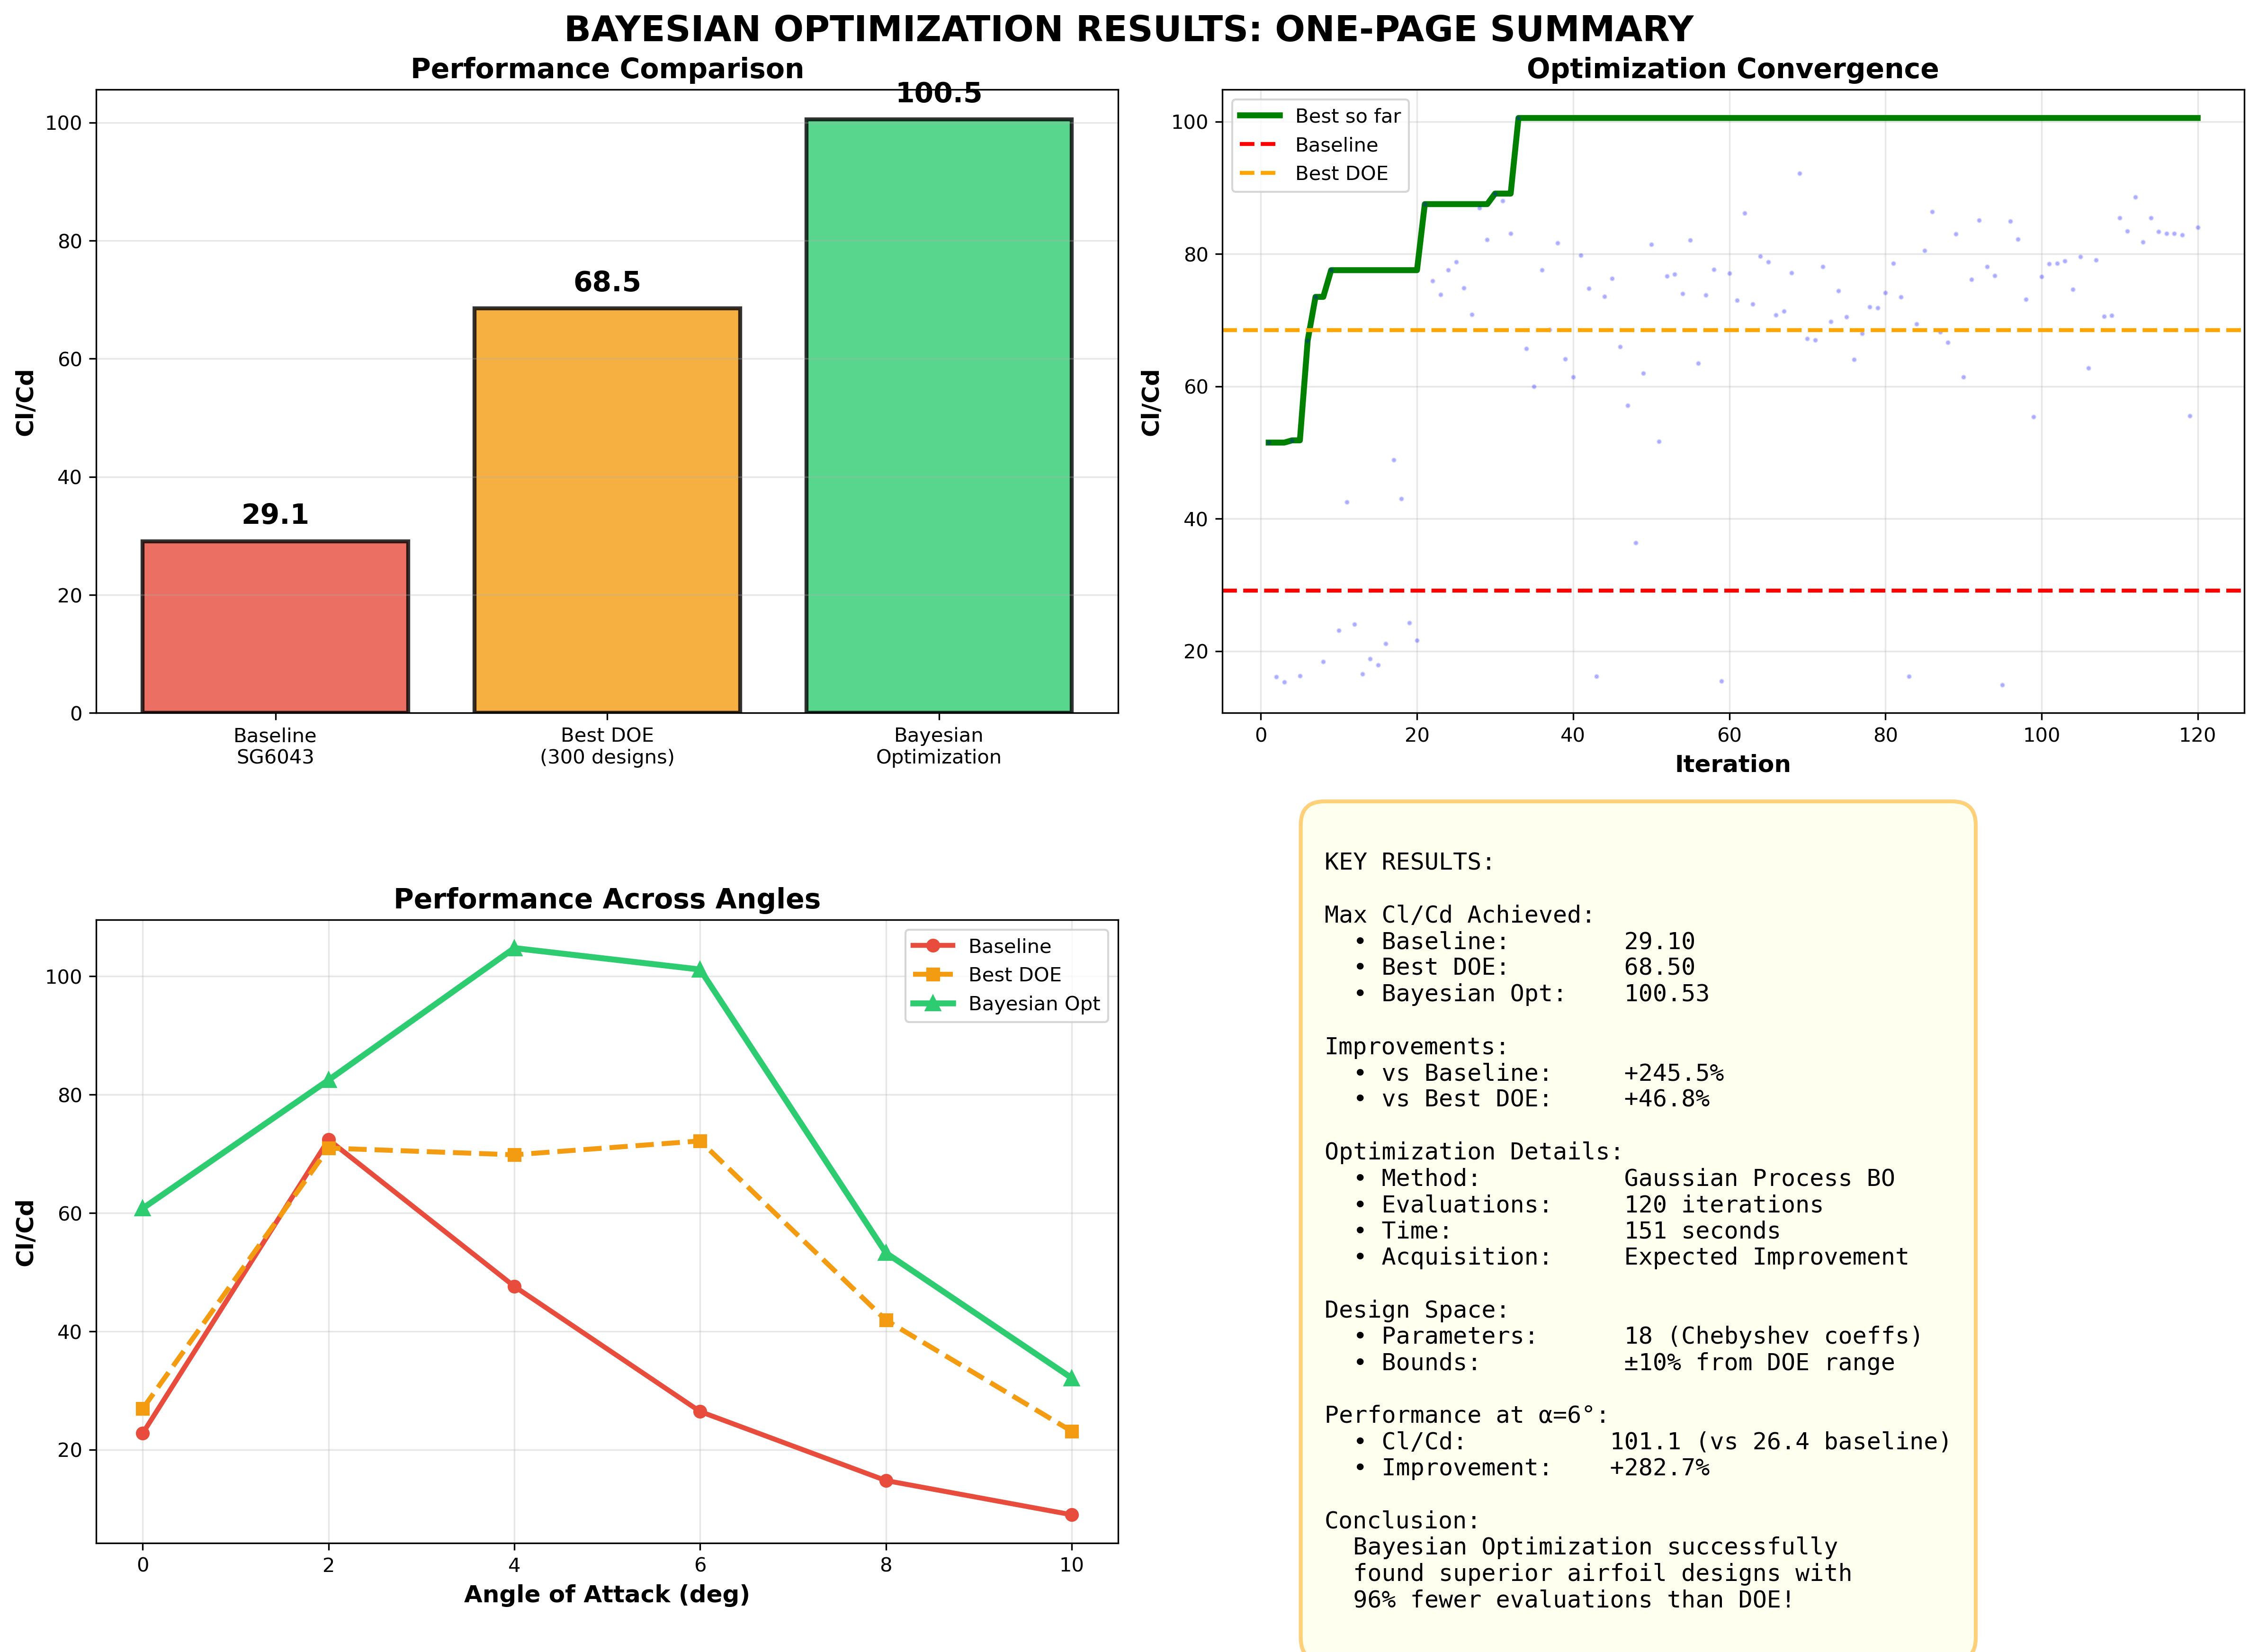 BAYESIAN OPTIMIZATION RESULTS: ONE-PAGE SUMMARY
Performance Comparison
100.5
68.5
29.1
100
80
60
40
20
0
Cl/Cd
Baseline
SG6043
Best DOE
(300 designs)
Bayesian
Optimization
Optimization Convergence
Best so far
Baseline
Best DOE
100
80
60
40
20
Cl/Cd
0 20 40 60 80 100 120
Iteration
Performance Across Angles
Baseline
Best DOE
Bayesian Opt
100
80
60
40
20
Cl/Cd
0 2 4 6 8 10
Angle of Attack (deg)
KEY RESULTS:
Max Cl/Cd Achieved:
• Baseline: 29.10
• Best DOE: 68.50
• Bayesian Opt: 100.53
Improvements:
• vs Baseline: +245.5%
• vs Best DOE: +46.8%
Optimization Details:
• Method: Gaussian Process BO
• Evaluations: 120 iterations
• Time: 151 seconds
• Acquisition: Expected Improvement
Design Space:
• Parameters: 18 (Chebyshev coeffs)
• Bounds: ±10% from DOE range
Performance at α=6°:
• Cl/Cd: 101.1 (vs 26.4 baseline)
• Improvement: +282.7%
Conclusion:
Bayesian Optimization successfully
found superior airfoil designs with
96% fewer evaluations than DOE!